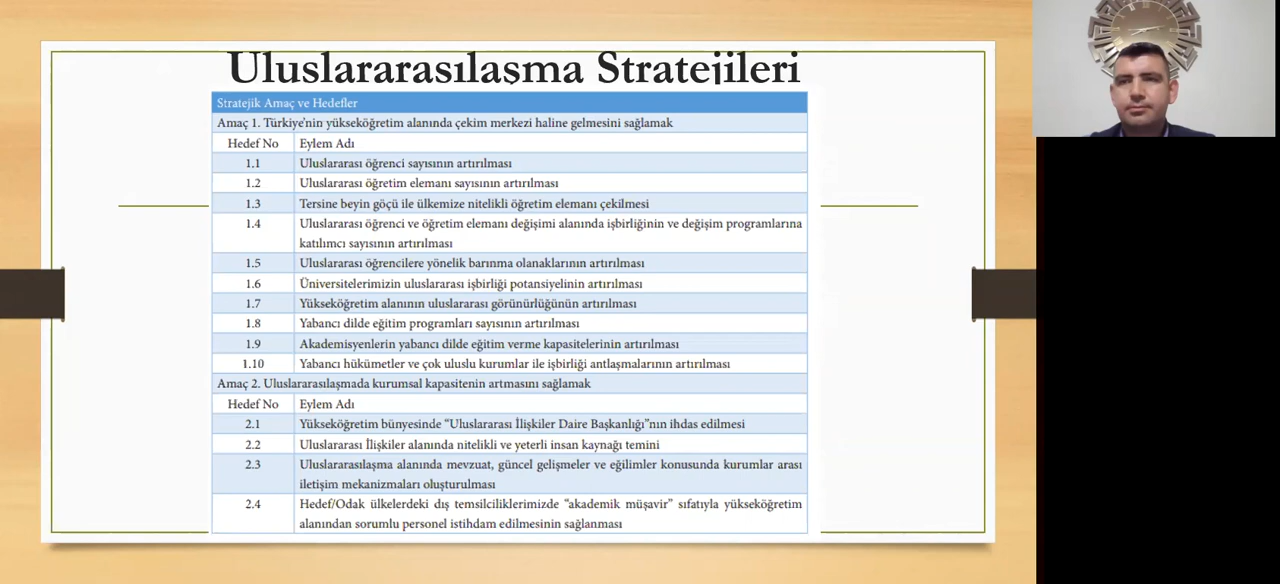 Uluslararasılaşma Stratejileri
Stratejik Amaç ve Hedefler
Amaç 1. Türkiye'nin yükseköğretim alanında çekim merkezi haline gelmesini sağlamak
Hedef No Eylem Adı
1.1 Uluslararası öğrenci sayısının artırılması
1.2 Uluslararası öğretim elemanı sayısının artırılması
1.3 Tersine beyin göçü ile ülkemize nitelikli öğretim elemanı çekilmesi
1.4 Uluslararası öğrenci ve öğretim elemanı değişimi alanında işbirliğinin ve değişim programlarına
katılımcı sayısının artırılması
1.5 Uluslararası öğrencilere yönelik barınma olanaklarının artırılması
1.6 Üniversitelerimizin uluslararası işbirliği potansiyelinin artırılması
1.7 Yükseköğretim alanının uluslararası görünürlüğünün artırılması
1.8 Yabancı dilde eğitim programları sayısının artırılması
1.9 Akademisyenlerin yabancı dilde eğitim verme kapasitelerinin artırılması
1.10 Yabancı hükümetler ve çok uluslu kurumlar ile işbirliği antlaşmalarının artırılması
Amaç 2. Uluslararasılaşmada kurumsal kapasitenin artmasını sağlamak
Hedef No Eylem Adı
2.1 Yükseköğretim bünyesinde “Uluslararası İlişkiler Daire Başkanlığı”nın ihdas edilmesi
2.2 Uluslararası İlişkiler alanında nitelikli ve yeterli insan kaynağı temini
2.3 Uluslararasılaşma alanında mevzuat, güncel gelişmeler ve eğilimler konusunda kurumlar arası
iletişim mekanizmaları oluşturulması
2.4 Hedef/Odak ülkelerdeki dış temsilciliklerimizde “akademik müşavir” sıfatıyla yükseköğretim
alanından sorumlu personel istihdam edilmesinin sağlanması